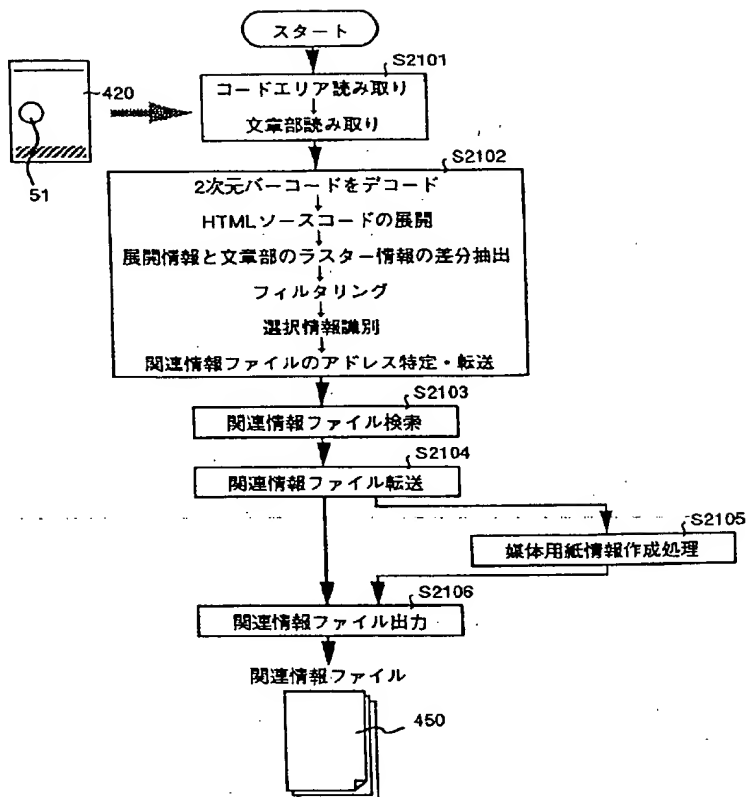 スタート
S2101
420
コードエリア読み取り
文章部読み取り
51
S2102
2次元バーコードをデコード
HTMLソースコードの展開
展開情報と文章部のラスター情報の差分抽出
フィルタリング
選択情報識別
関連情報ファイルのアドレス特定・転送
S2103
関連情報ファイル検索
S2104
関連情報ファイル転送
S2105
媒体用紙情報作成処理
S2106
関連情報ファイル出力
関連情報ファイル
450